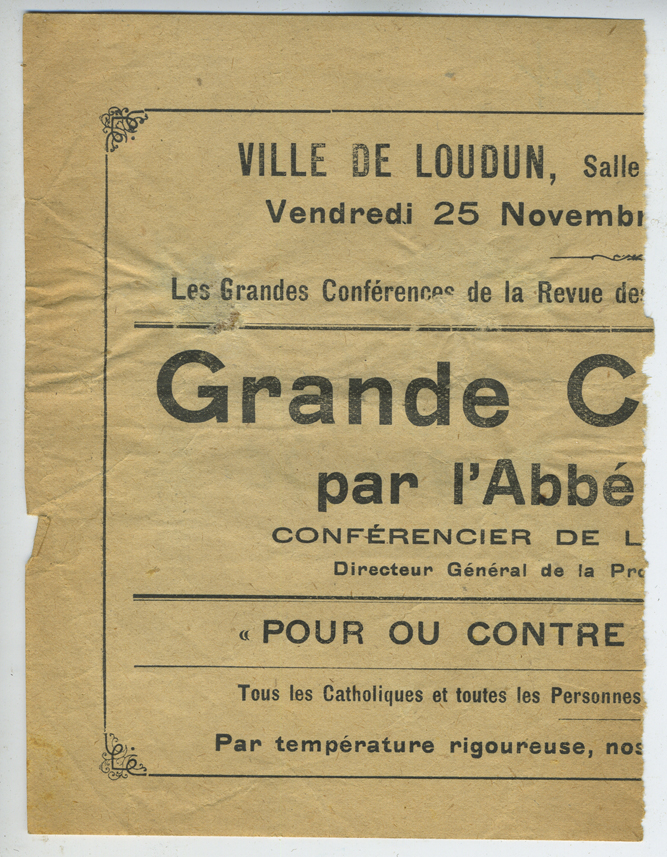 VILLE DE LOUDUN, Salle
Vendredi 25 Novembr
Les Grandes Conférences de la Revue des
Grande C
par l'Abbé
CONFÉRENCIER DE L
Directeur Général de la Pro
« POUR OU CONTRE
Tous les Catholiques et toutes les Personnes
Par température rigoureuse, nos